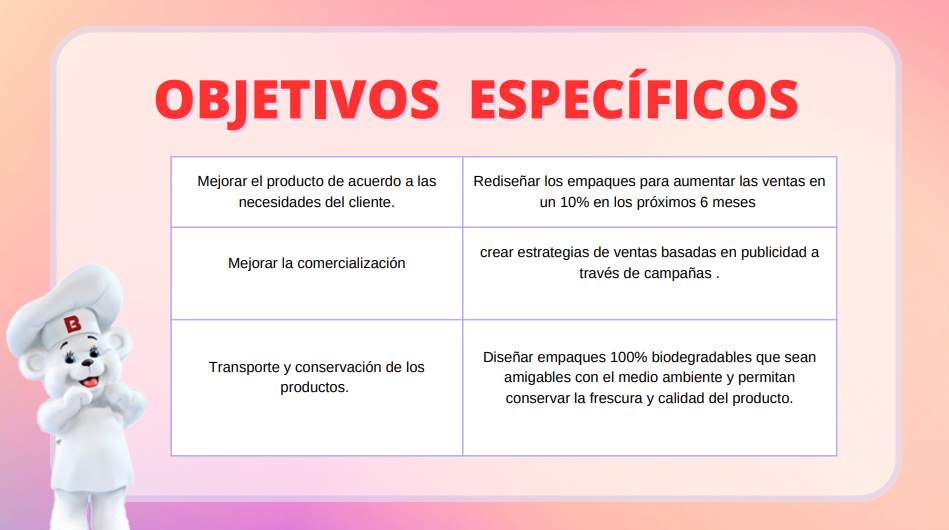 OBJETIVOS ESPECÍFICOS
Mejorar el producto de acuerdo a las
necesidades del cliente.
Rediseñar los empaques para aumentar las ventas en
un 10% en los próximos 6 meses
Mejorar la comercialización
crear estrategias de ventas basadas en publicidad a
través de campañas .
Transporte y conservación de los
productos.
Diseñar empaques 100% biodegradables que sean
amigables con el medio ambiente y permitan
conservar la frescura y calidad del producto.
B